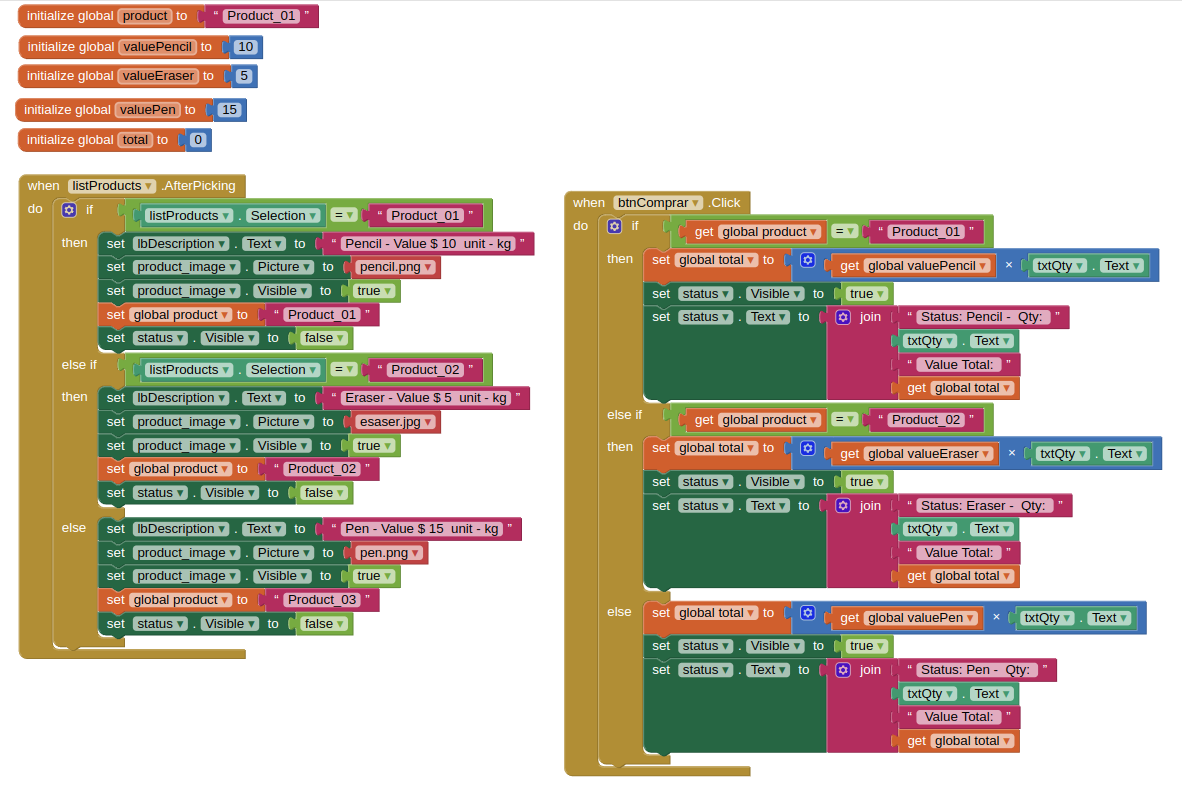 initialize global product to “ Product_01 ”
initialize global valuePencil to 10
initialize global valueEraser to 5
initialize global valuePen to 15
initialize global total to 0
when listProducts .AfterPicking
do if listProducts . Selection = “ Product_01 ”
then set lbDescription . Text to “ Pencil - Value $ 10 unit - kg ”
set product_image . Picture to pencil.png
set product_image . Visible to true
set global product to “ Product_01 ”
set status . Visible to false
else if listProducts . Selection = “ Product_02 ”
then set lbDescription . Text to “ Eraser - Value $ 5 unit - kg ”
set product_image . Picture to esaser.jpg
set product_image . Visible to true
set global product to “ Product_02 ”
set status . Visible to false
else set lbDescription . Text to “ Pen - Value $ 15 unit - kg ”
set product_image . Picture to pen.png
set product_image . Visible to true
set global product to “ Product_03 ”
set status . Visible to false
when btnComprar .Click
do if get global product = “ Product_01 ”
then set global total to get global valuePencil × txtQty . Text
set status . Visible to true
set status . Text to join “ Status: Pencil - Qty: ”
txtQty . Text
“ Value Total: ”
get global total
else if get global product = “ Product_02 ”
then set global total to get global valueEraser × txtQty . Text
set status . Visible to true
set status . Text to join “ Status: Eraser - Qty: ”
txtQty . Text
“ Value Total: ”
get global total
else set global total to get global valuePen × txtQty . Text
set status . Visible to true
set status . Text to join “ Status: Pen - Qty: ”
txtQty . Text
“ Value Total: ”
get global total